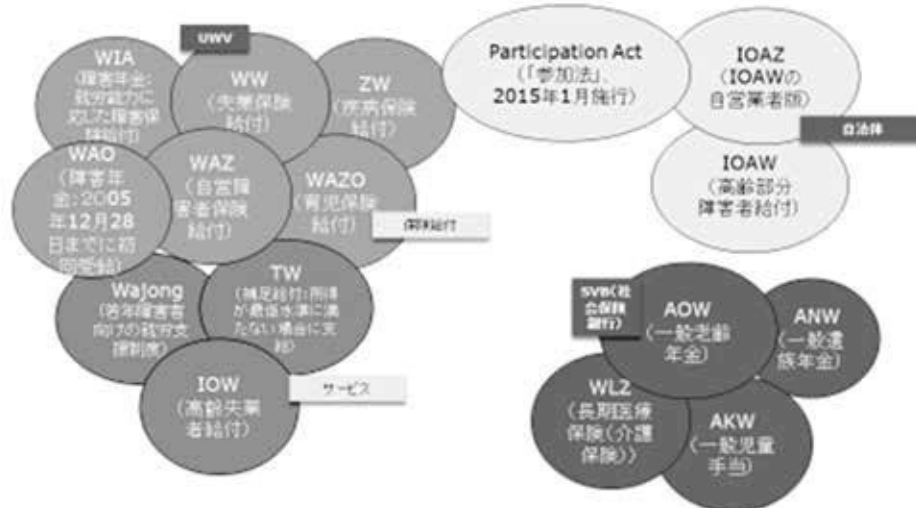 UWV
WIA
(障害年金:
就労能力に
応じた障害保
険給付)
WW
(失業保険
給付)
ZW
(疾病保険
給付)
WAO
(障害年
金:2005
年12月28
日までに初
回受給)
WAZ
(自営障
害者保険
給付)
WAZO
(育児保険
給付)
保険給付
Wajong
(若年障害者
向けの就労支
援制度)
TW
(補足給付:所得
が最低水準に満
たない場合に支
給)
IOW
(高齢失業
者給付)
サービス
Participation Act
(「参加法」、
2015年1月施行)
IOAZ
(IOAWの
自営業者版)
自治体
IOAW
(高齢部分
障害者給付)
SVB(社
会保険
銀行)
AOW
(一般老齢
年金)
ANW
(一般遺
族年金)
WLZ
(長期医療
保険(介護
保険))
AKW
(一般児童
手当)